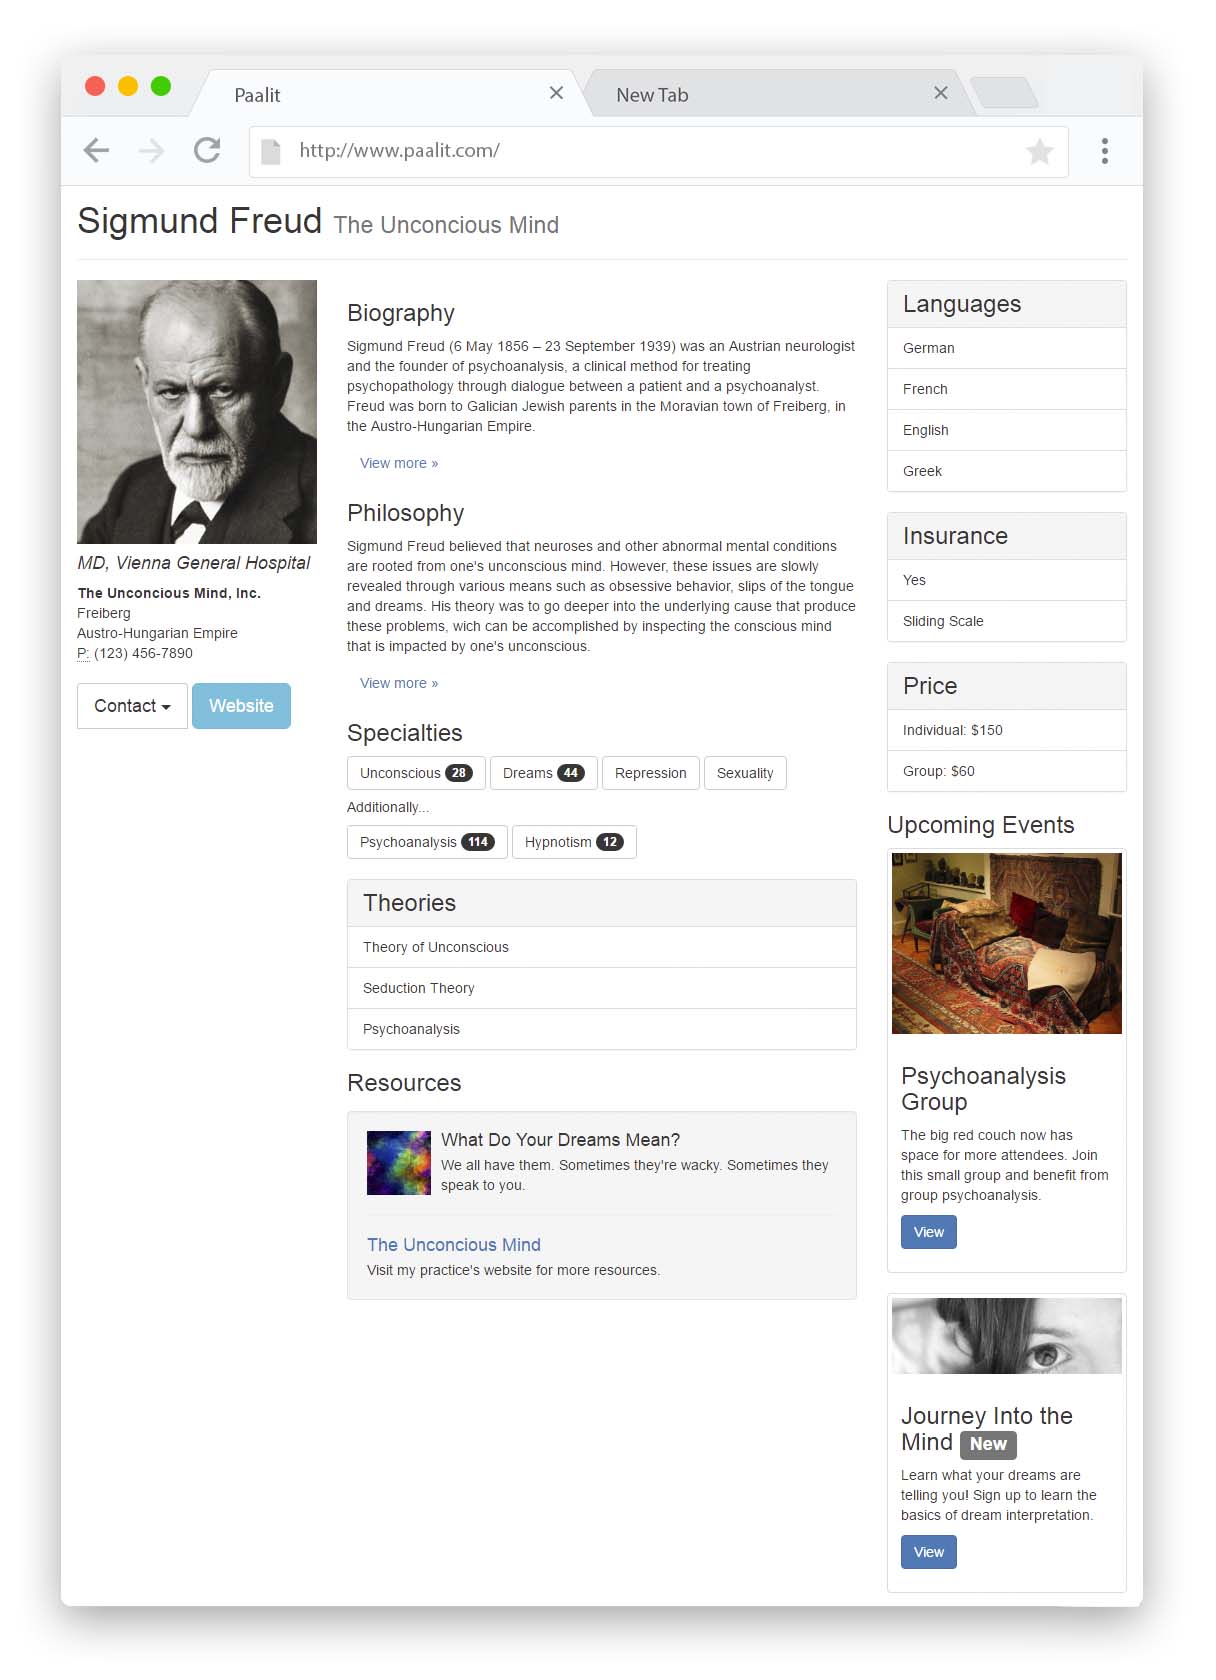 Paalit
New Tab
http://www.paalit.com/
Sigmund Freud The Unconcious Mind
MD, Vienna General Hospital
The Unconcious Mind, Inc.
Freiberg
Austro-Hungarian Empire
P: (123) 456-7890
Contact
Website
Biography
Sigmund Freud (6 May 1856 – 23 September 1939) was an Austrian neurologist
and the founder of psychoanalysis, a clinical method for treating
psychopathology through dialogue between a patient and a psychoanalyst.
Freud was born to Galician Jewish parents in the Moravian town of Freiberg, in
the Austro-Hungarian Empire.
View more »
Philosophy
Sigmund Freud believed that neuroses and other abnormal mental conditions
are rooted from one's unconscious mind. However, these issues are slowly
revealed through various means such as obsessive behavior, slips of the tongue
and dreams. His theory was to go deeper into the underlying cause that produce
these problems, wich can be accomplished by inspecting the conscious mind
that is impacted by one's unconscious.
View more »
Specialties
Unconscious 28 Dreams 44 Repression Sexuality
Additionally...
Psychoanalysis 114 Hypnotism 12
Theories
Theory of Unconscious
Seduction Theory
Psychoanalysis
Resources
What Do Your Dreams Mean?
We all have them. Sometimes they're wacky. Sometimes they
speak to you.
The Unconcious Mind
Visit my practice's website for more resources.
Languages
German
French
English
Greek
Insurance
Yes
Sliding Scale
Price
Individual: $150
Group: $60
Upcoming Events
Psychoanalysis
Group
The big red couch now has
space for more attendees. Join
this small group and benefit from
group psychoanalysis.
View
Journey Into the
Mind New
Learn what your dreams are
telling you! Sign up to learn the
basics of dream interpretation.
View